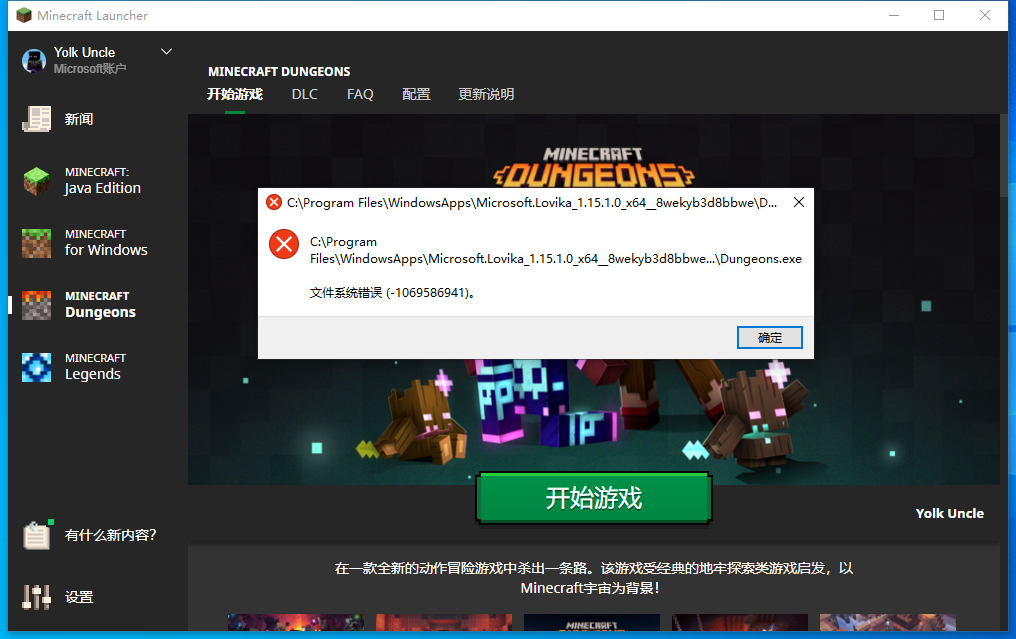 Minecraft Launcher
Yolk Uncle
Microsoft账户
新闻
MINECRAFT:
Java Edition
MINECRAFT
for Windows
MINECRAFT
Dungeons
MINECRAFT
Legends
有什么新内容?
设置
MINECRAFT DUNGEONS
开始游戏 DLC FAQ 配置 更新说明
MINECRAFT
DUNGEONS
C:\Program Files\WindowsApps\Microsoft.Lovika_1.15.1.0_x64__8wekyb3d8bbwe\D...
C:\Program
Files\WindowsApps\Microsoft.Lovika_1.15.1.0_x64__8wekyb3d8bbwe...\Dungeons.exe
文件系统错误 (-1069586941)。
确定
开始游戏
Yolk Uncle
在一款全新的动作冒险游戏中杀出一条路。该游戏受经典的地牢探索类游戏启发，以
Minecraft宇宙为背景！
MINECRAFT